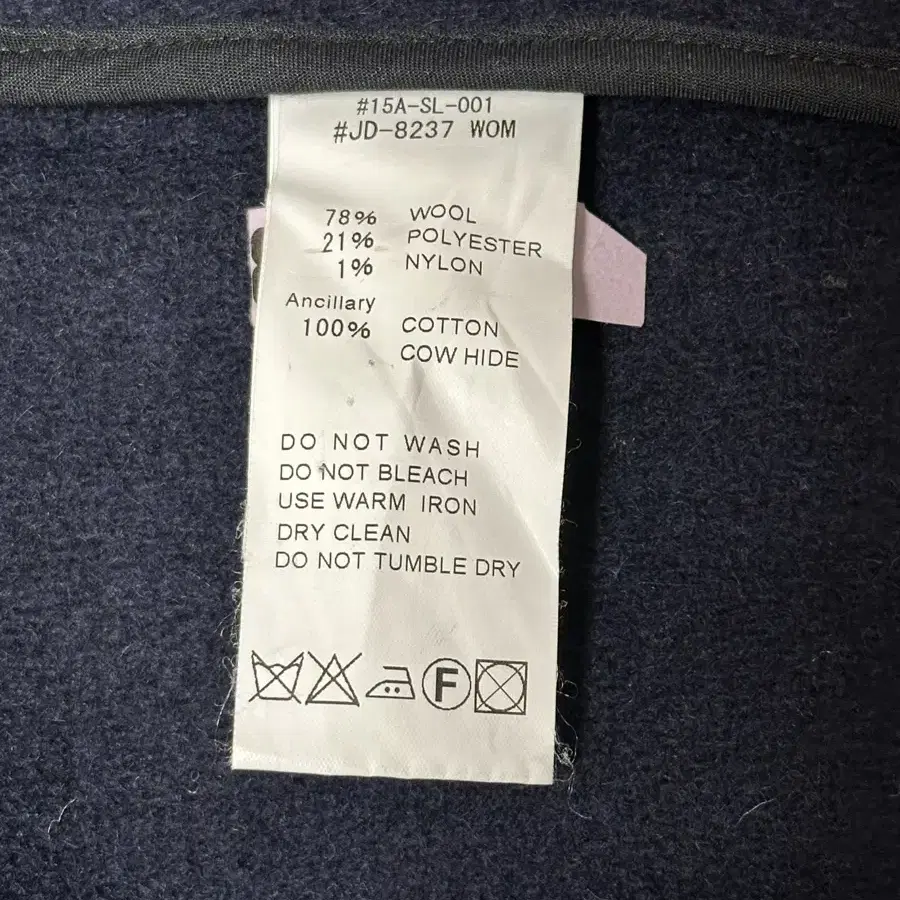 #15A-SL-001
#JD-8237 WOM
78% WOOL
21% POLYESTER
1% NYLON
Ancillary
100% COTTON
COW HIDE
DO NOT WASH
DO NOT BLEACH
USE WARM IRON
DRY CLEAN
DO NOT TUMBLE DRY
F